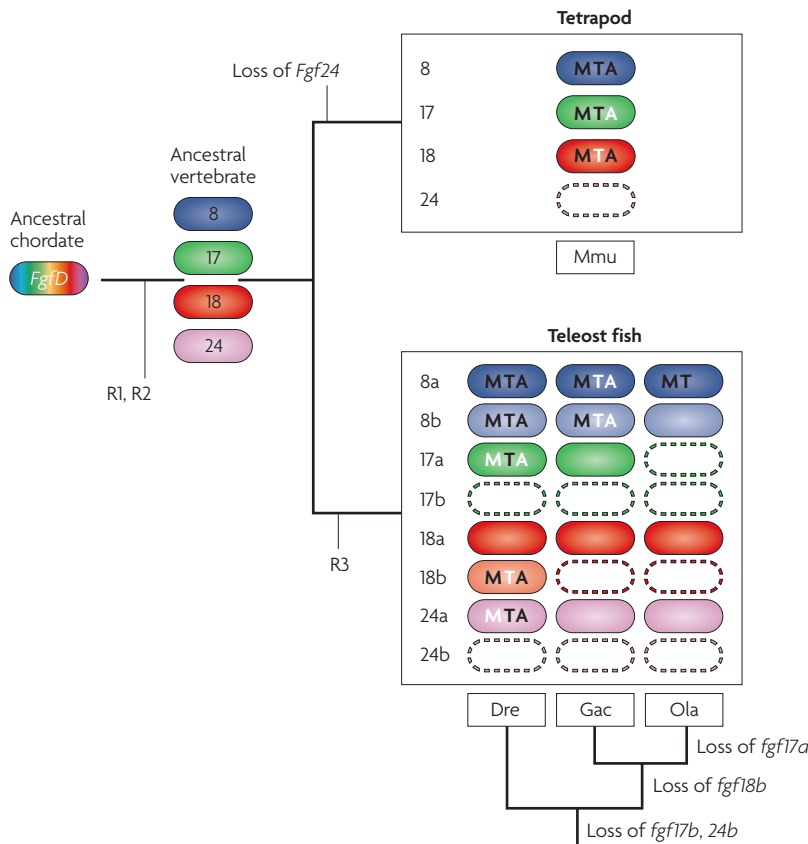 Tetrapod
Loss of Fgf24
8 MTA
17 MTA
18 MTA
24
Mmu
Ancestral
vertebrate
8
17
18
24
Ancestral
chordate
FgfD
R1, R2
R3
Teleost fish
8a MTA MTA MT
8b MTA MTA
17a MTA
17b
18a
18b MTA
24a MTA
24b
Dre Gac Ola
Loss of fgf17a
Loss of fgf18b
Loss of fgf17b, 24b